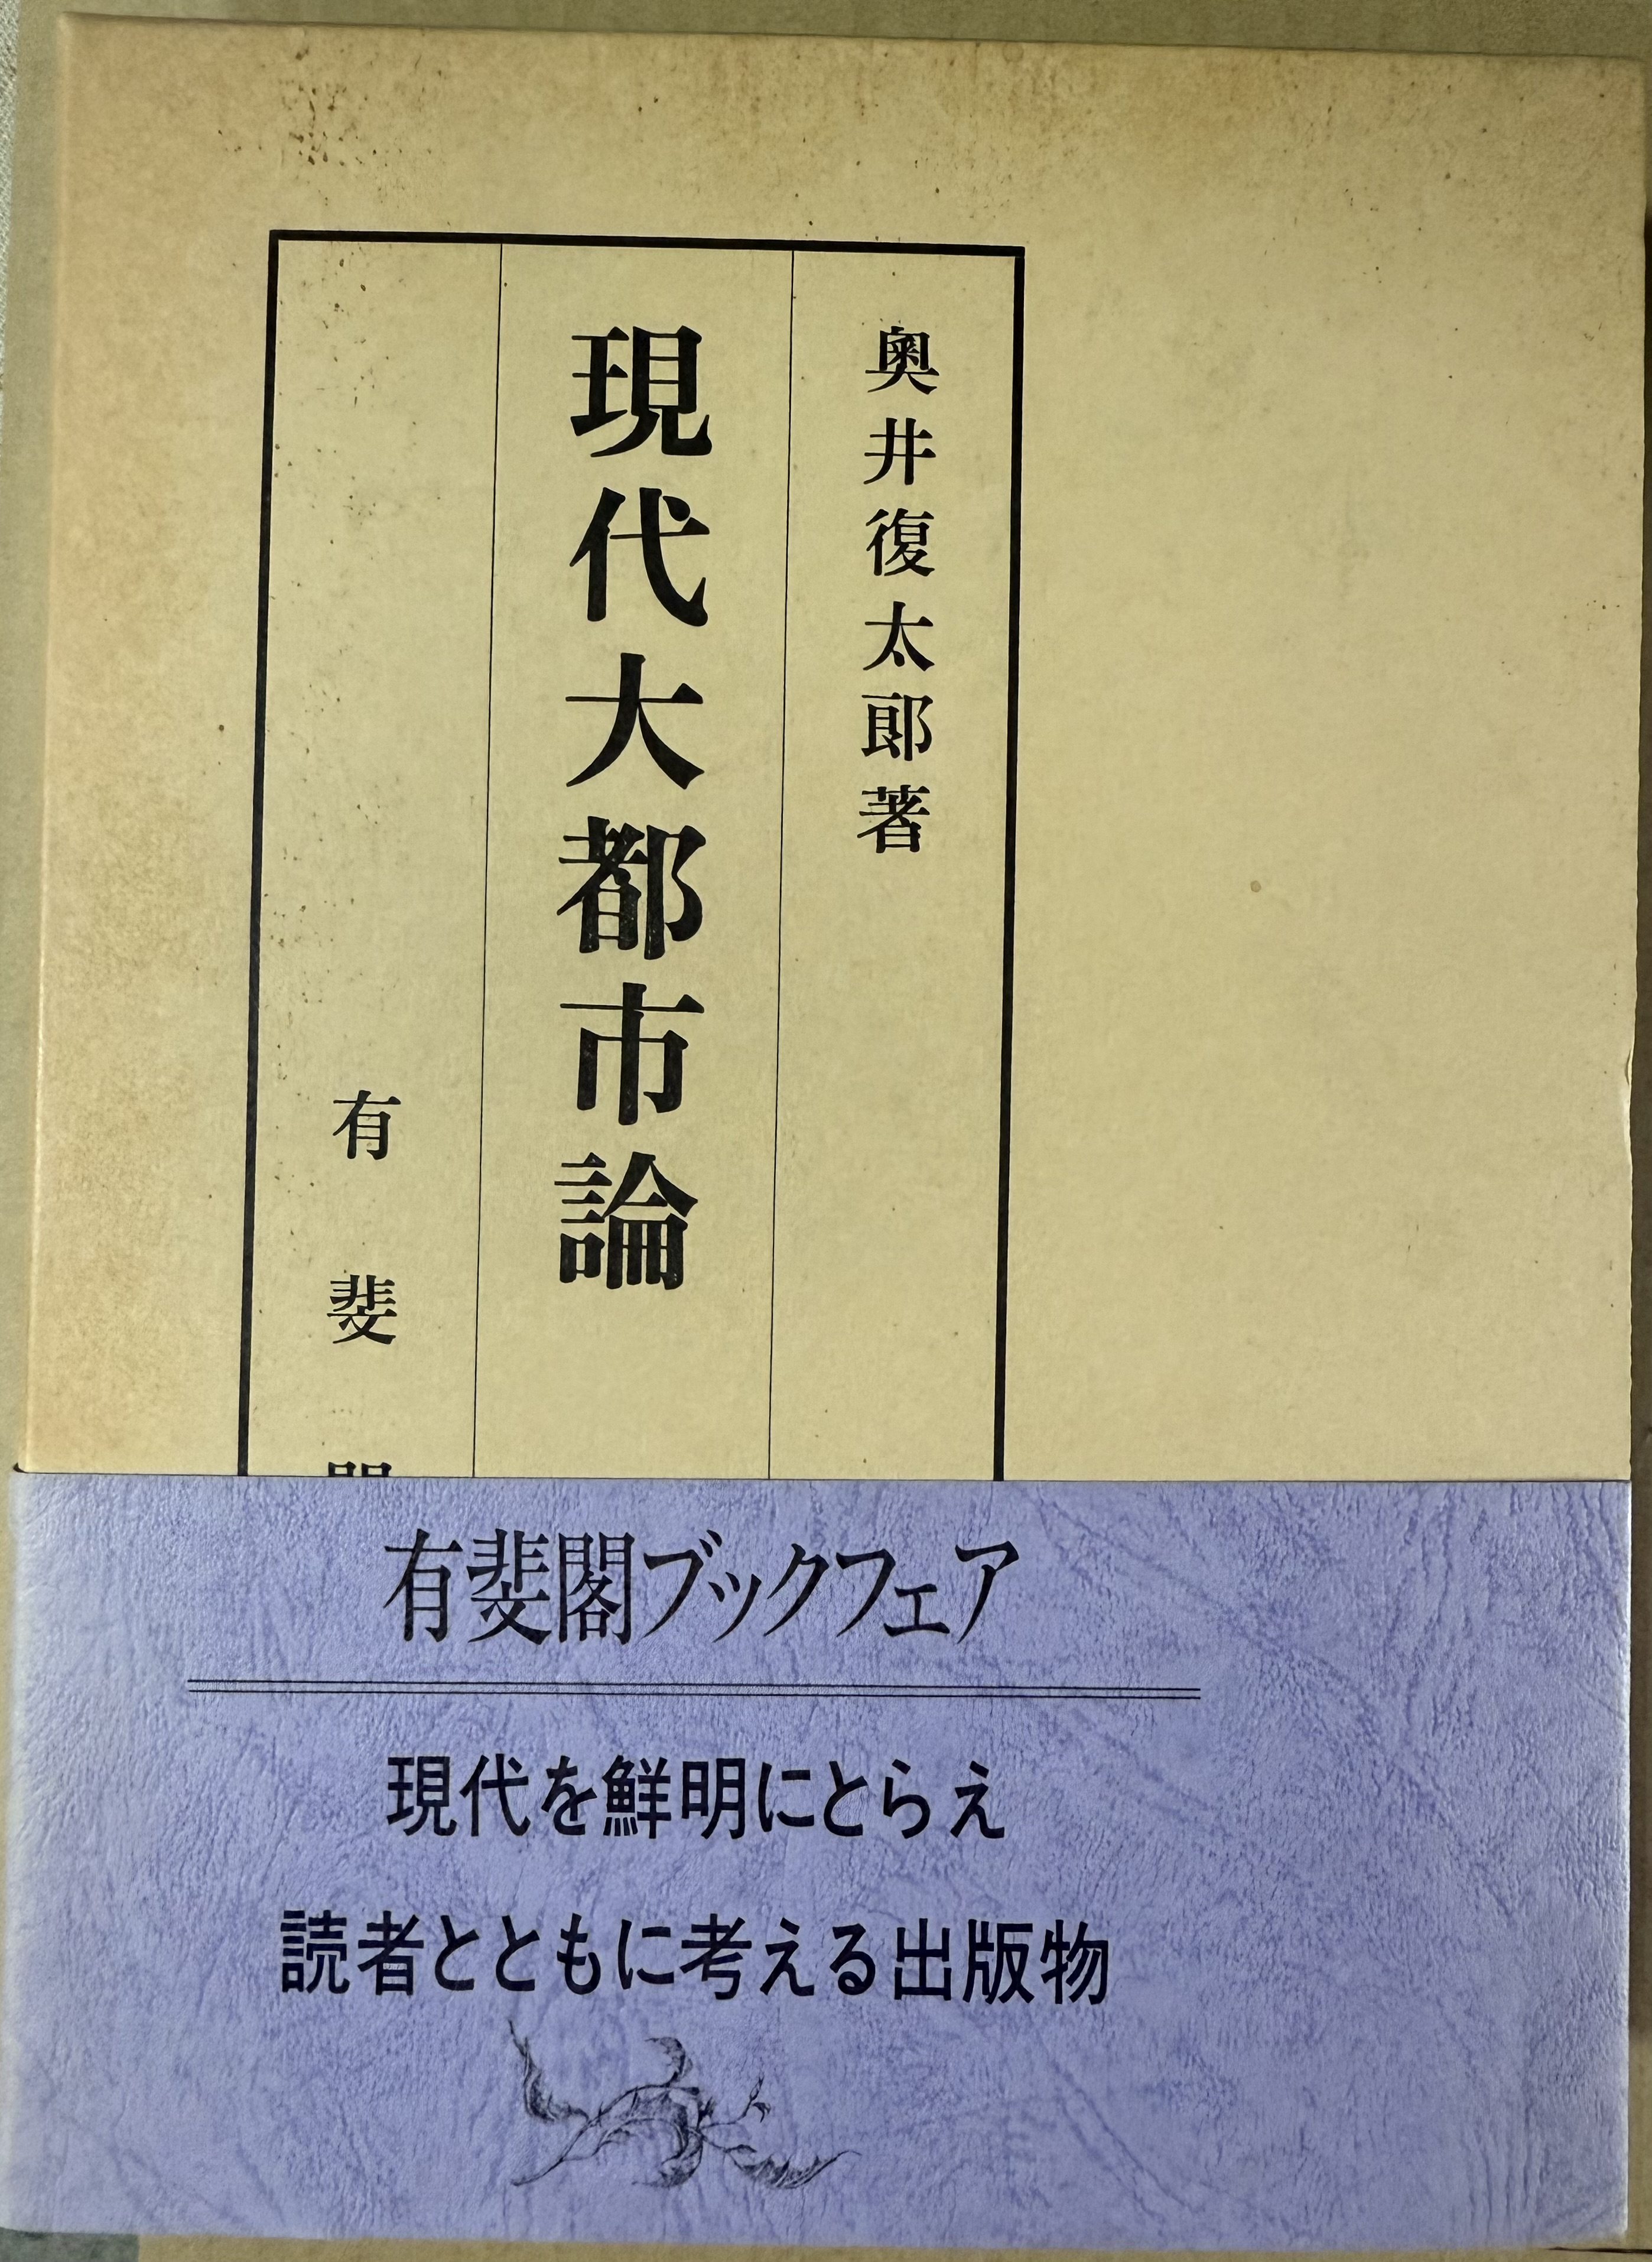 奥井復太郎著
現代大都市論
有斐閣
有斐閣ブックフェア
現代を鮮明にとらえ
読者とともに考える出版物